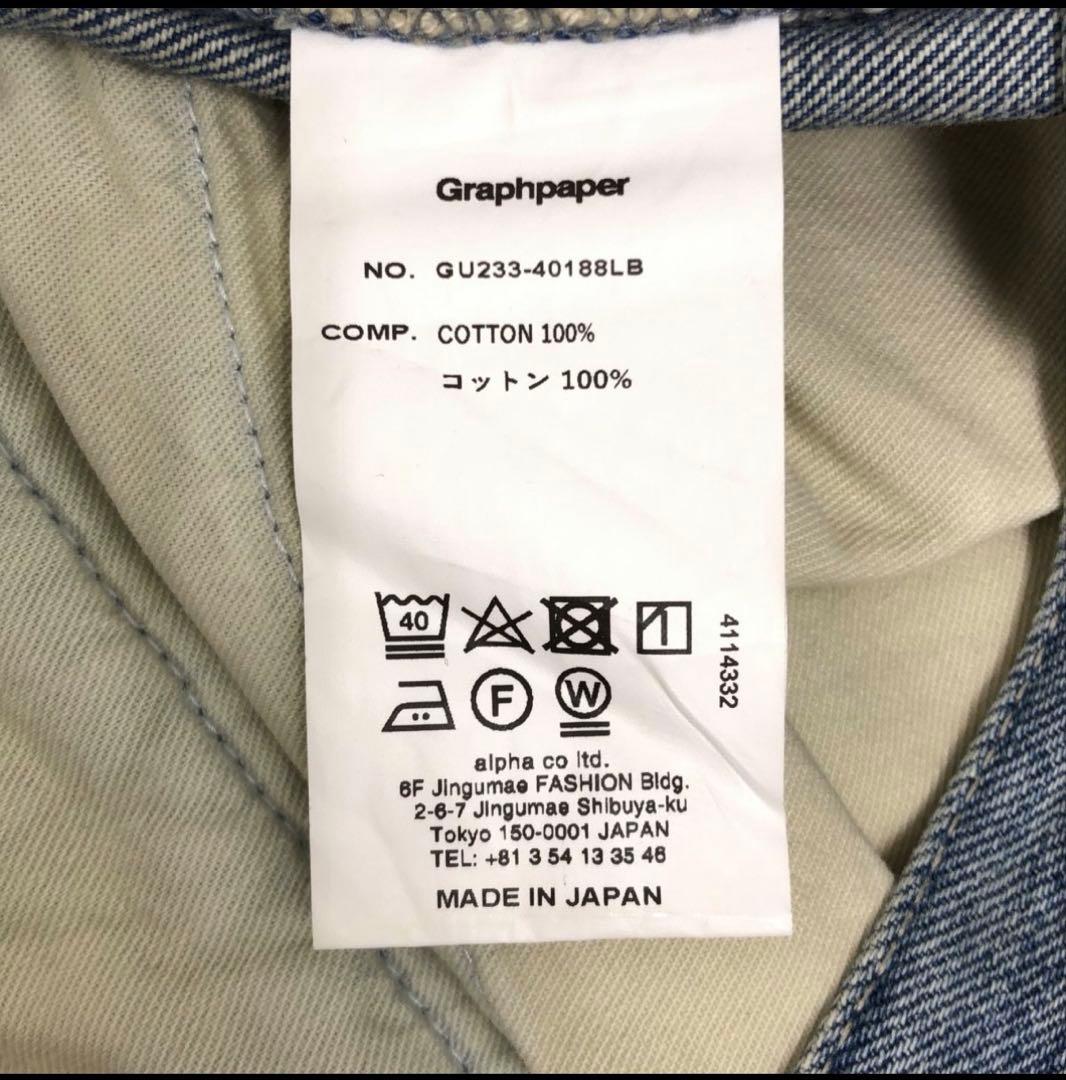 Graphpaper
NO. GU233-40188LB
COMP. COTTON 100%
コットン 100%
40
4114332
F
W
alpha co ltd.
6F Jingumae FASHION Bldg.
2-6-7 Jingumae Shibuya-ku
Tokyo 150-0001 JAPAN
TEL: +81 3 54 13 35 46
MADE IN JAPAN